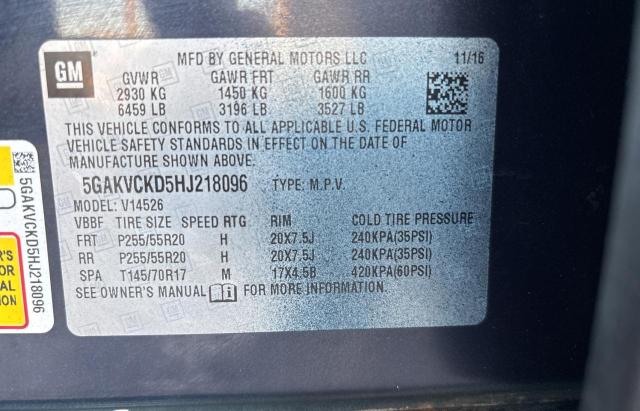 GM
MFD BY GENERAL MOTORS LLC 11/16
GVWR GAWR FRT GAWR RR
2930 KG 1450 KG 1600 KG
6459 LB 3196 LB 3527 LB
THIS VEHICLE CONFORMS TO ALL APPLICABLE U.S. FEDERAL MOTOR
VEHICLE SAFETY STANDARDS IN EFFECT ON THE DATE OF
MANUFACTURE SHOWN ABOVE.
5GAKVCKD5HJ218096 TYPE: M.P.V.
MODEL: V14526
VBBF TIRE SIZE SPEED RTG RIM COLD TIRE PRESSURE
FRT P255/55R20 H 20X7.5J 240KPA(35PSI)
RR P255/55R20 H 20X7.5J 240KPA(35PSI)
SPA T145/70R17 M 17X4.5B 420KPA(60PSI)
SEE OWNER'S MANUAL FOR MORE INFORMATION.
5GAKVCKD5HJ218096
OR
AL
ION